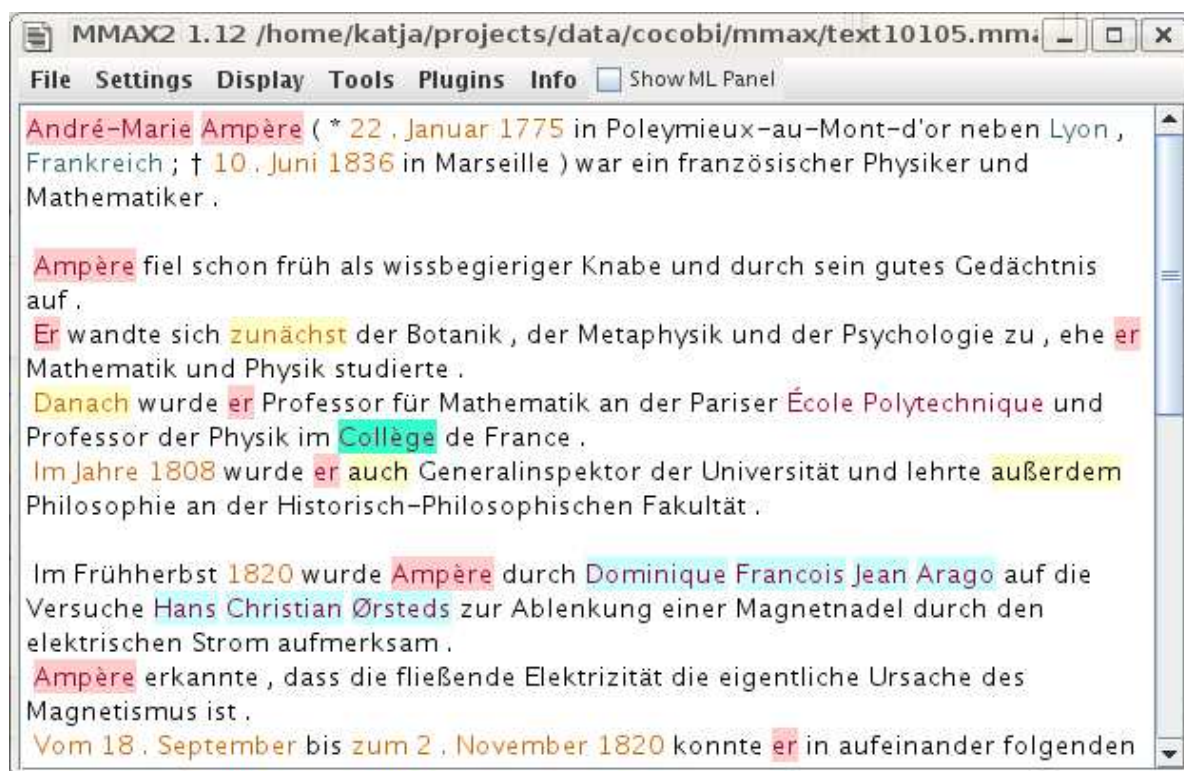 MMAX2 1.12 /home/katja/projects/data/cocobi/mmax/text10105.mm
File Settings Display Tools Plugins Info Show ML Panel
André-Marie Ampère ( * 22 . Januar 1775 in Poleymieux-au-Mont-d'or neben Lyon ,
Frankreich ; † 10 . Juni 1836 in Marseille ) war ein französischer Physiker und
Mathematiker .
Ampère fiel schon früh als wissbegieriger Knabe und durch sein gutes Gedächtnis
auf .
Er wandte sich zunächst der Botanik , der Metaphysik und der Psychologie zu , ehe er
Mathematik und Physik studierte .
Danach wurde er Professor für Mathematik an der Pariser École Polytechnique und
Professor der Physik im Collège de France .
Im Jahre 1808 wurde er auch Generalinspektor der Universität und lehrte außerdem
Philosophie an der Historisch-Philosophischen Fakultät .
Im Frühherbst 1820 wurde Ampère durch Dominique Francois Jean Arago auf die
Versuche Hans Christian Ørsteds zur Ablenkung einer Magnetnadel durch den
elektrischen Strom aufmerksam .
Ampère erkannte , dass die fließende Elektrizität die eigentliche Ursache des
Magnetismus ist .
Vom 18 . September bis zum 2 . November 1820 konnte er in aufeinander folgenden